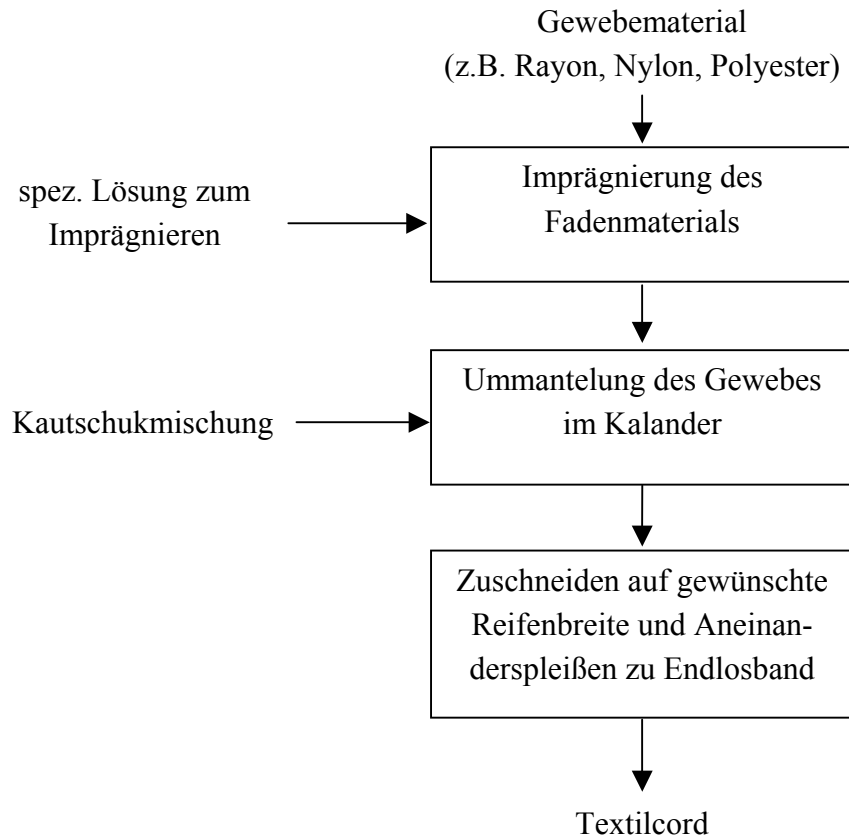 Gewebematerial
(z.B. Rayon, Nylon, Polyester)
spez. Lösung zum
Imprägnieren
Imprägnierung des
Fadenmaterials
Kautschukmischung
Ummantelung des Gewebes
im Kalander
Zuschneiden auf gewünschte
Reifenbreite und Aneinan-
derspleißen zu Endlosband
Textilcord